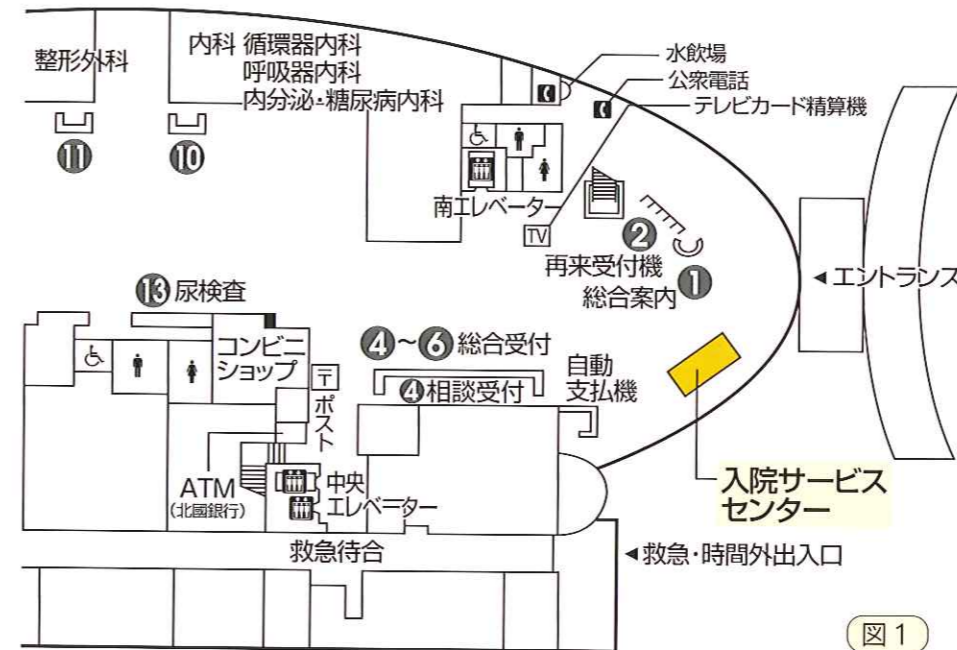 整形外科
内科 循環器内科
呼吸器内科
内分泌・糖尿病内科
水飲場
公衆電話
テレビカード精算機
⑪
⑩
南エレベーター
TV
②
再来受付機
①
総合案内
◀エントランス
⑬尿検査
コンビニ
ショップ
〒
ポスト
④～⑥総合受付
④相談受付
自動
支払機
ATM
(北國銀行)
中央
エレベーター
入院サービス
センター
救急待合
◀救急・時間外出入口
図1